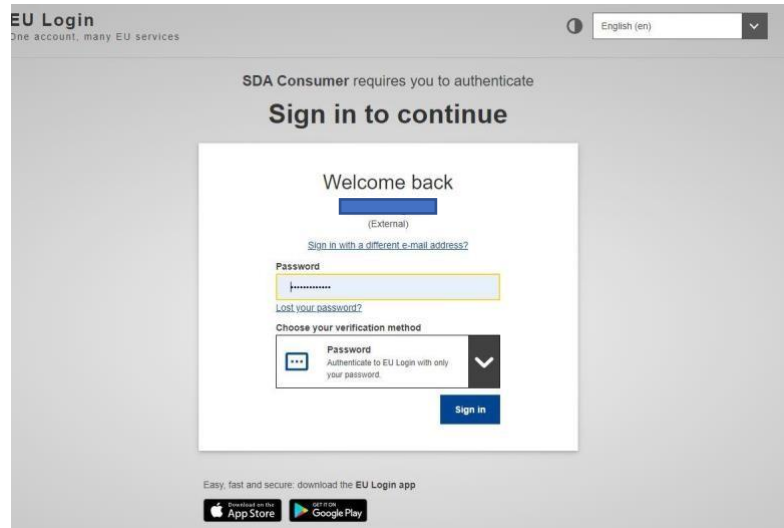 EU Login
One account, many EU services
English (en)
SDA Consumer requires you to authenticate
Sign in to continue
Welcome back
(External)
Sign in with a different e-mail address?
Password
Lost your password?
Choose your verification method
Password
Authenticate to EU Login with only
your password.
Sign in
Easy, fast and secure: download the EU Login app
Download on the
App Store
GET IT ON
Google Play